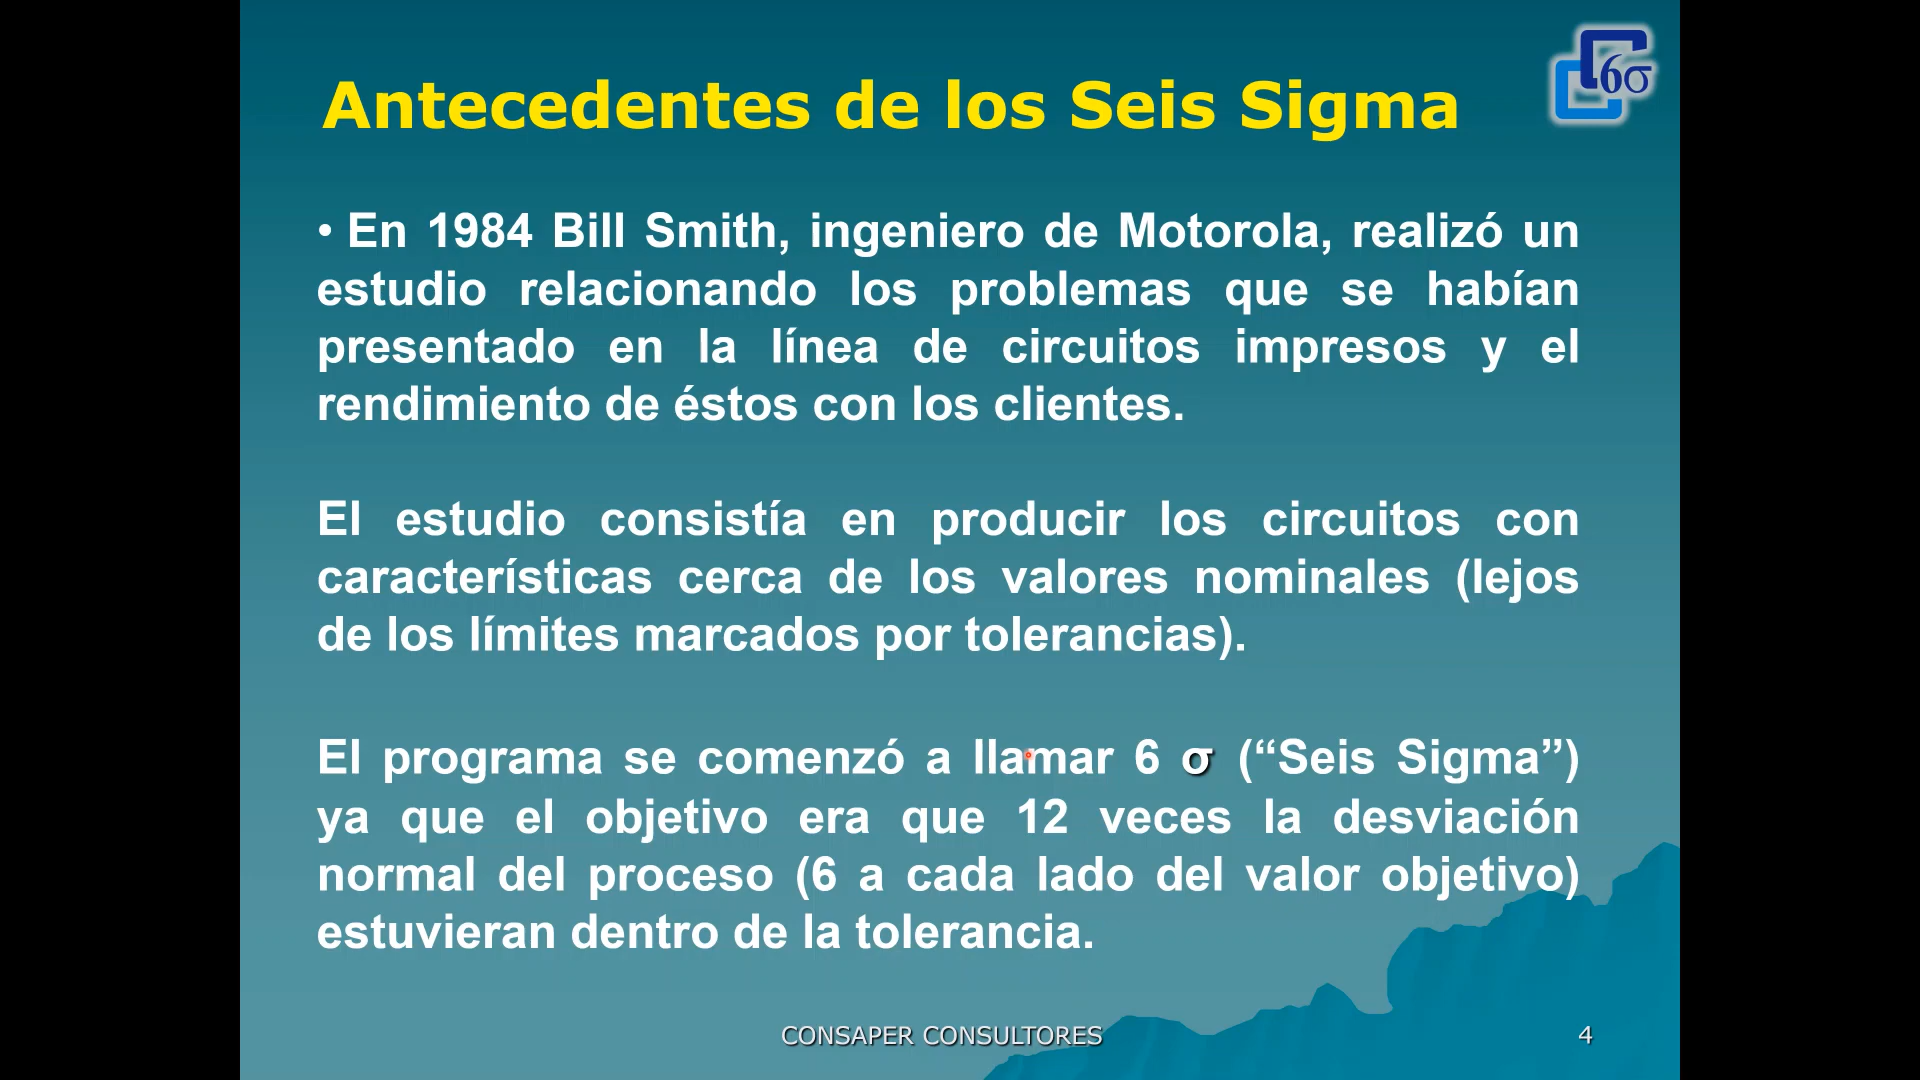 Antecedentes de los Seis Sigma
6σ
• En 1984 Bill Smith, ingeniero de Motorola, realizó un
estudio relacionando los problemas que se habían
presentado en la línea de circuitos impresos y el
rendimiento de éstos con los clientes.
El estudio consistía en producir los circuitos con
características cerca de los valores nominales (lejos
de los límites marcados por tolerancias).
El programa se comenzó a llamar 6 σ (“Seis Sigma”)
ya que el objetivo era que 12 veces la desviación
normal del proceso (6 a cada lado del valor objetivo)
estuvieran dentro de la tolerancia.
CONSAPER CONSULTORES
4